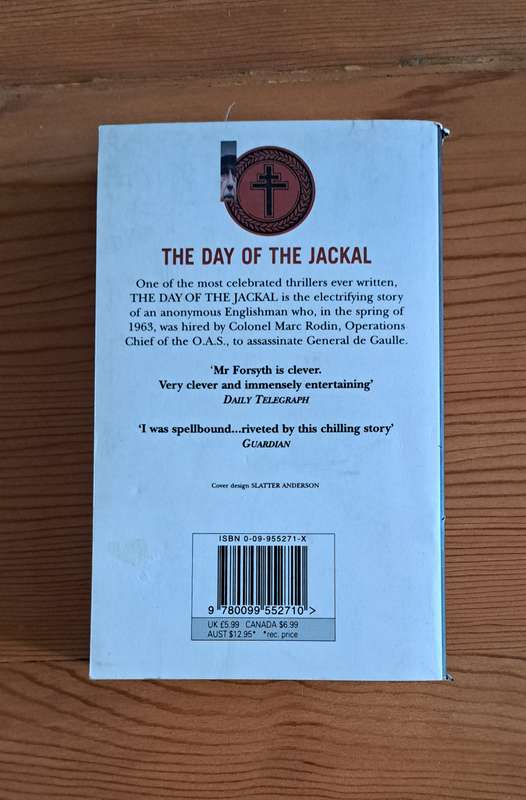 THE DAY OF THE JACKAL
One of the most celebrated thrillers ever written,
THE DAY OF THE JACKAL is the electrifying story
of an anonymous Englishman who, in the spring of
1963, was hired by Colonel Marc Rodin, Operations
Chief of the O.A.S., to assassinate General de Gaulle.
'Mr Forsyth is clever.
Very clever and immensely entertaining'
DAILY TELEGRAPH
'I was spellbound...riveted by this chilling story'
GUARDIAN
Cover design SLATTER ANDERSON
ISBN 0-09-955271-X
9 780099 552710 >
UK £5.99 CANADA $6.99
AUST $12.95* *rec. price